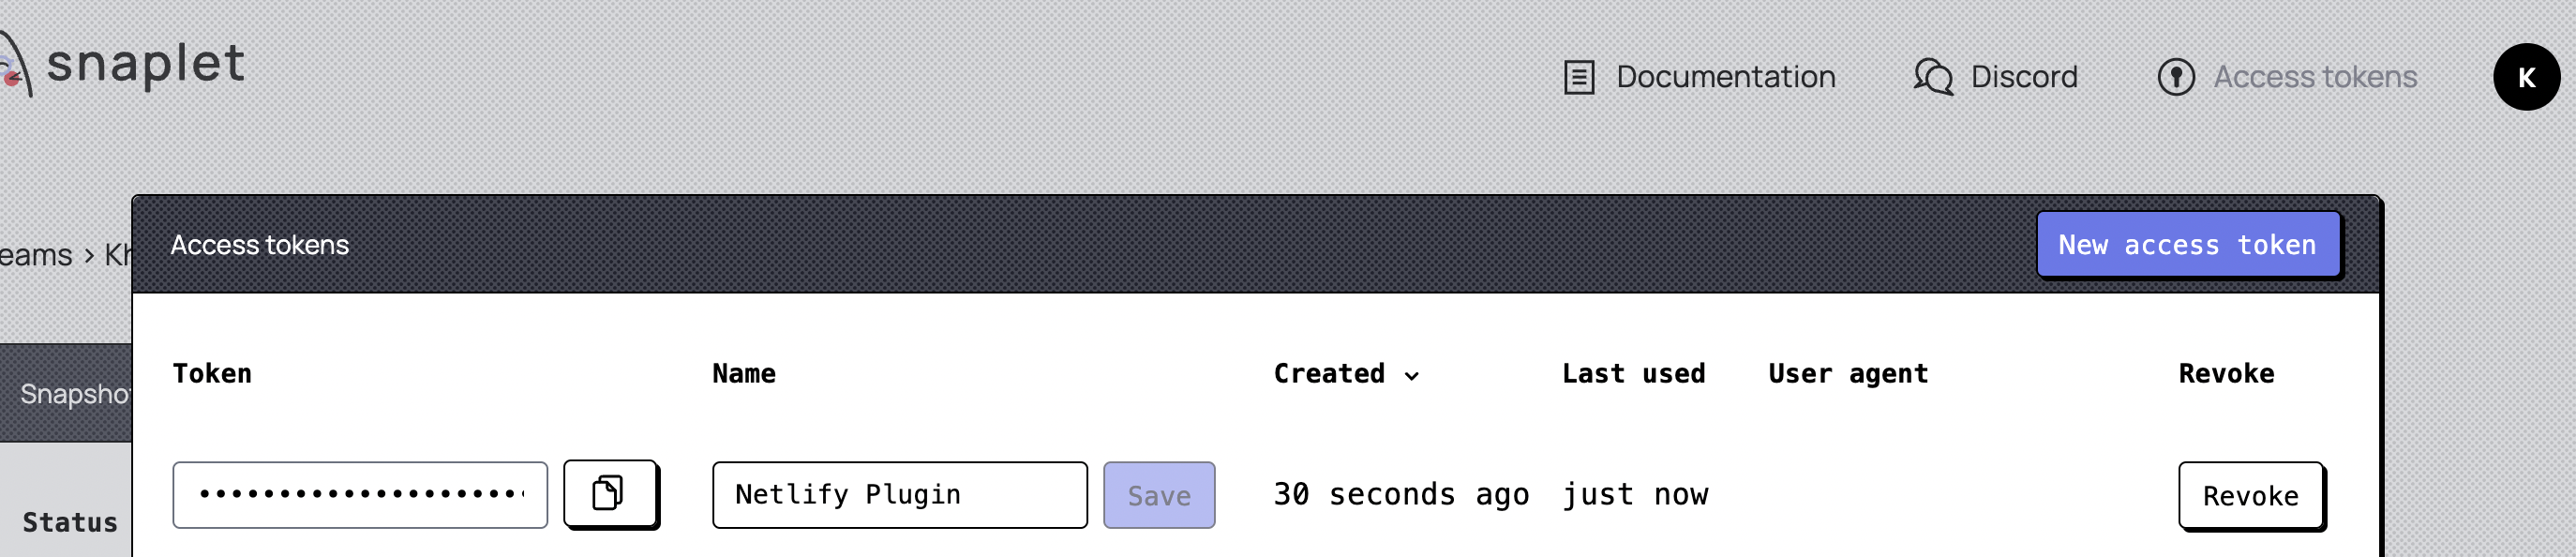 snaplet
Documentation Discord Access tokens K
eams › Kh
Access tokens New access token
Snapshot
Token Name Created Last used User agent Revoke
•••••••••••••••••••• Netlify Plugin Save 30 seconds ago just now Revoke
Status